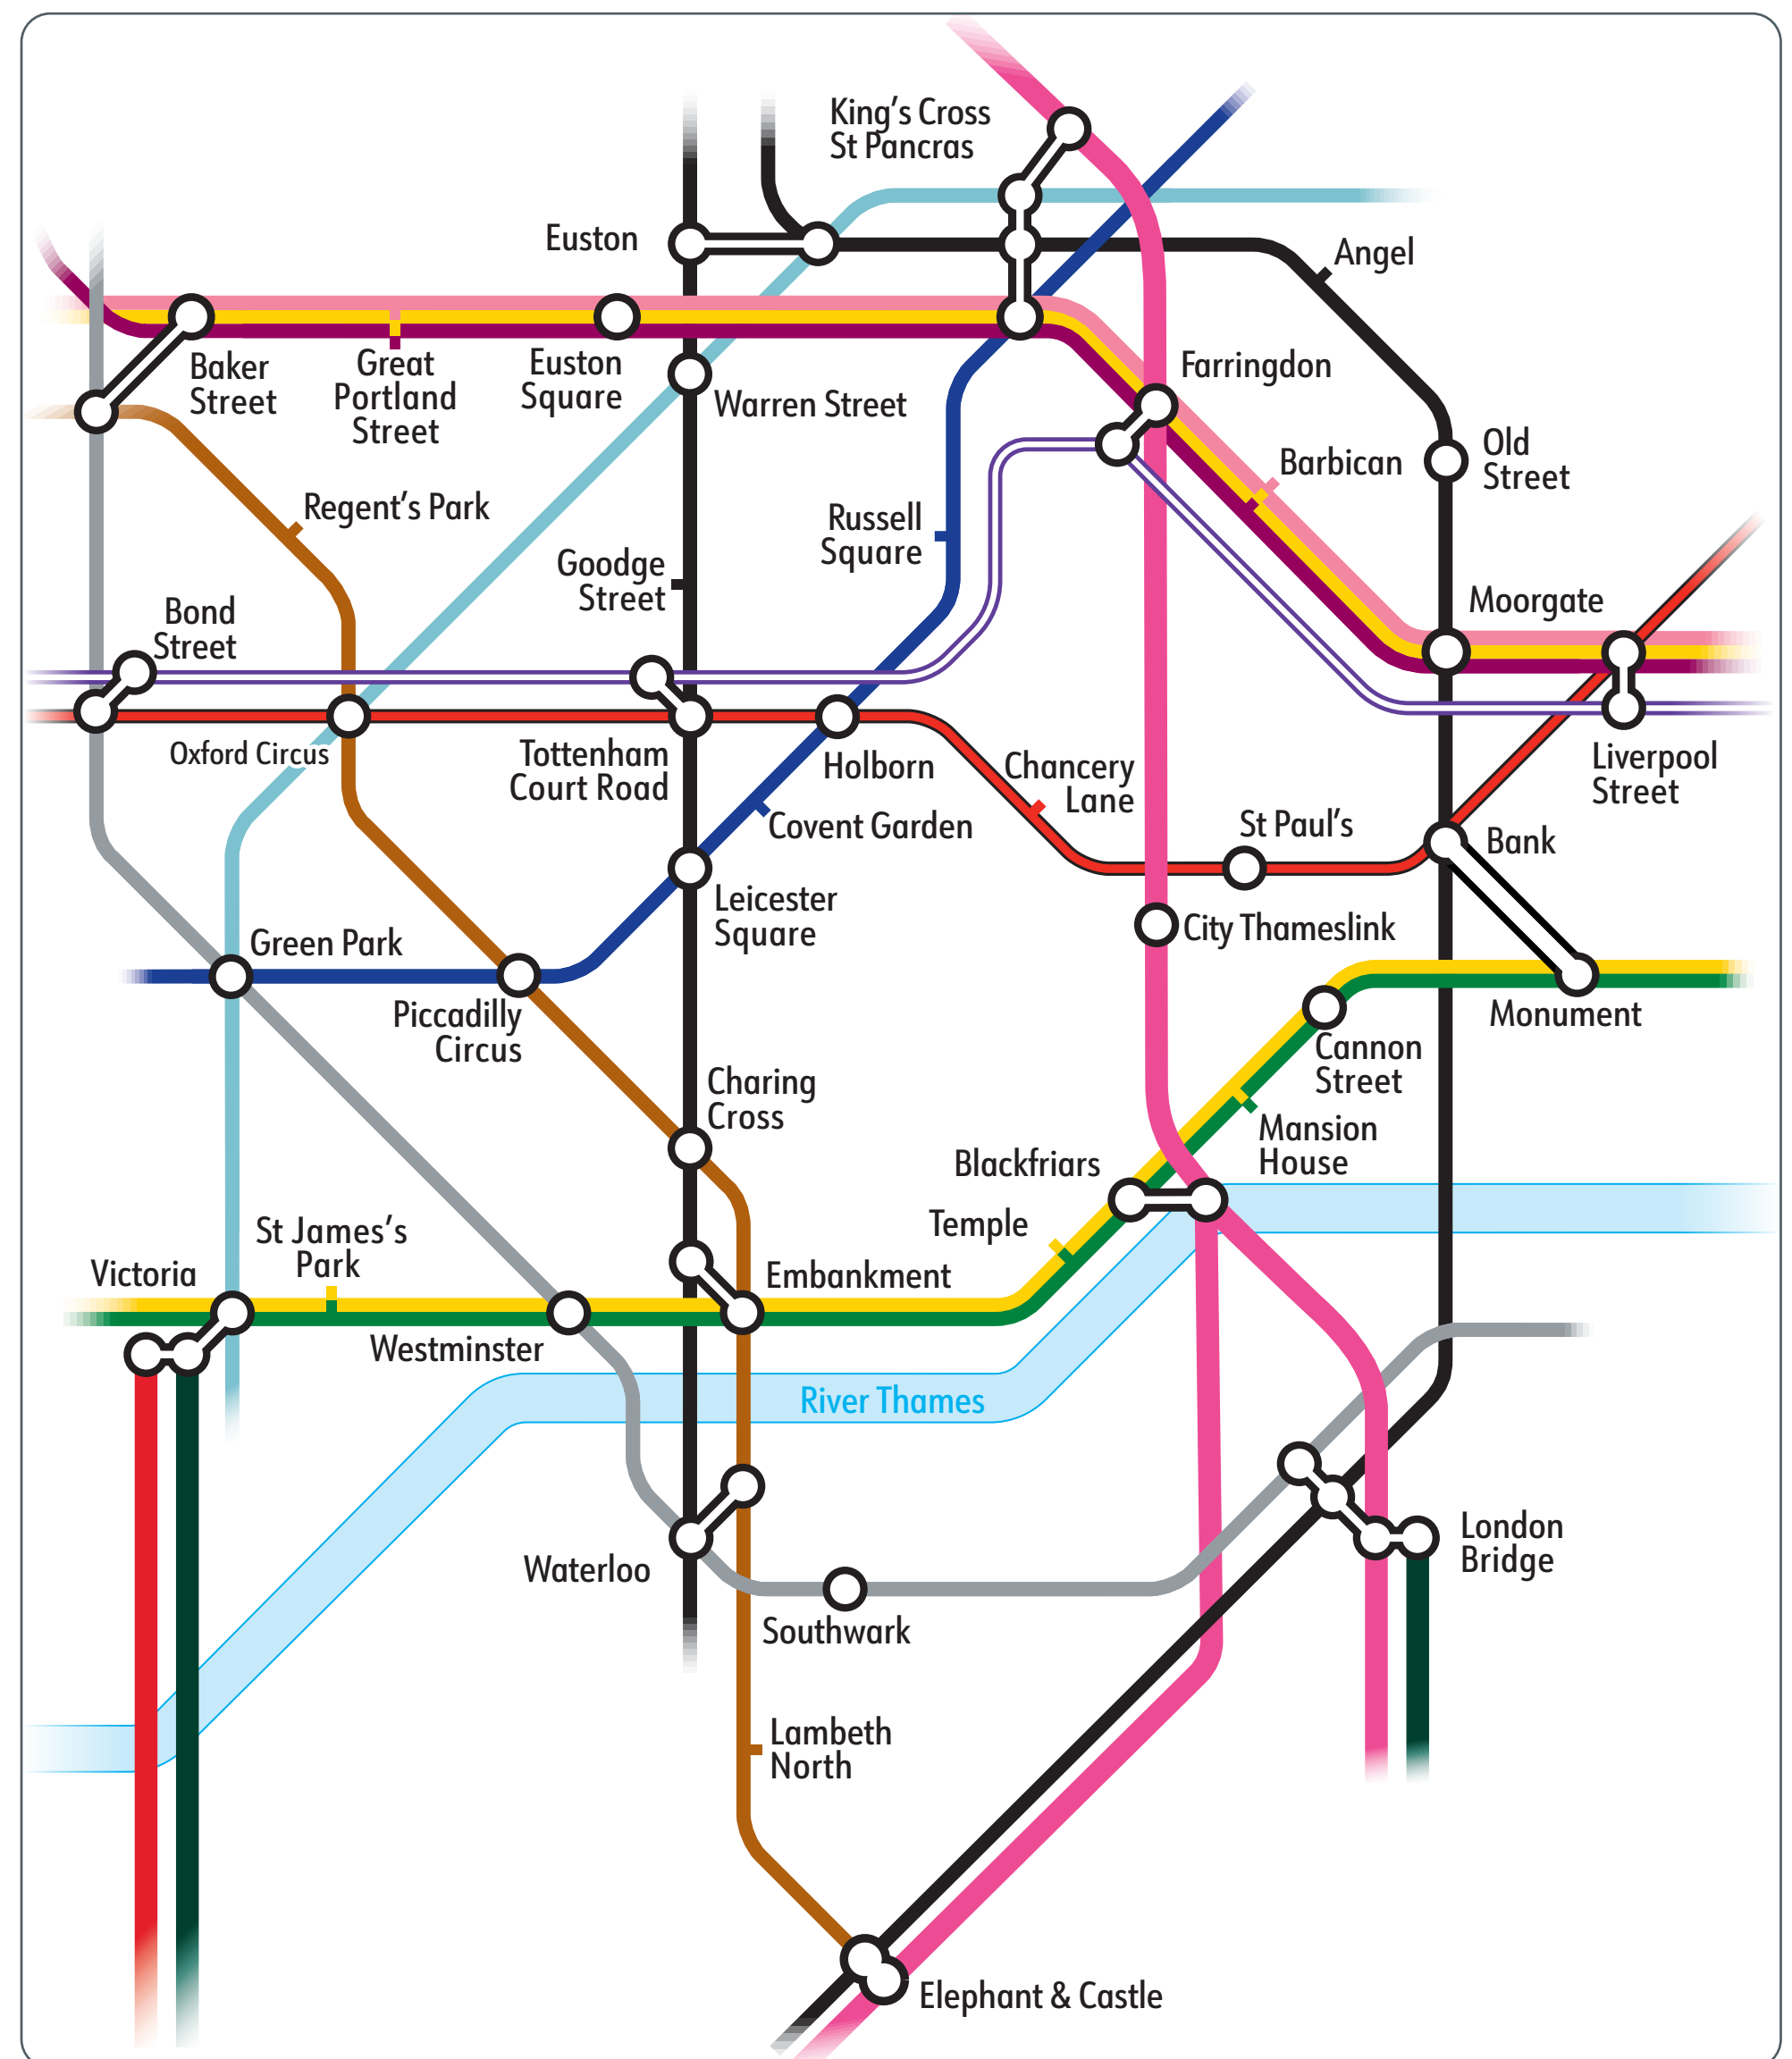 King's Cross
St Pancras
Euston
Angel
Baker
Street
Great
Portland
Street
Euston
Square
Warren Street
Farringdon
Old
Street
Barbican
Regent's Park
Russell
Square
Goodge
Street
Bond
Street
Moorgate
Oxford Circus
Tottenham
Court Road
Holborn
Chancery
Lane
Liverpool
Street
Covent Garden
St Paul's
Bank
Leicester
Square
City Thameslink
Green Park
Piccadilly
Circus
Monument
Cannon
Street
Charing
Cross
Mansion
House
Blackfriars
Temple
St James's
Park
Victoria
Embankment
Westminster
River Thames
London
Bridge
Waterloo
Southwark
Lambeth
North
Elephant & Castle